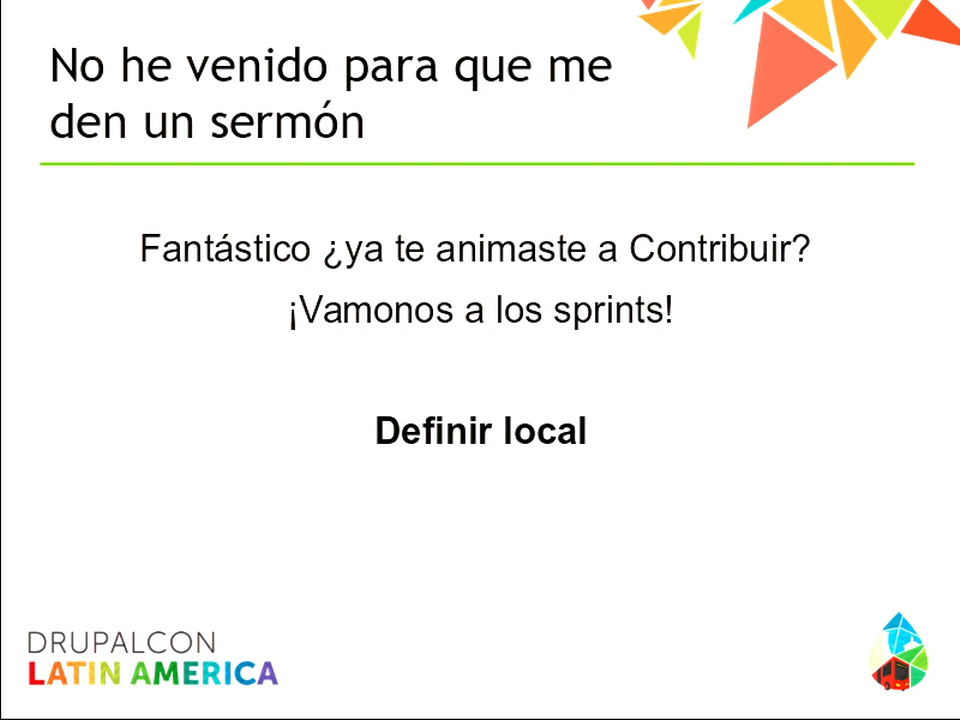 No he venido para que me
den un sermón
Fantástico ¿ya te animaste a Contribuir?
¡Vamonos a los sprints!
Definir local
DRUPALCON
LATIN AMERICA